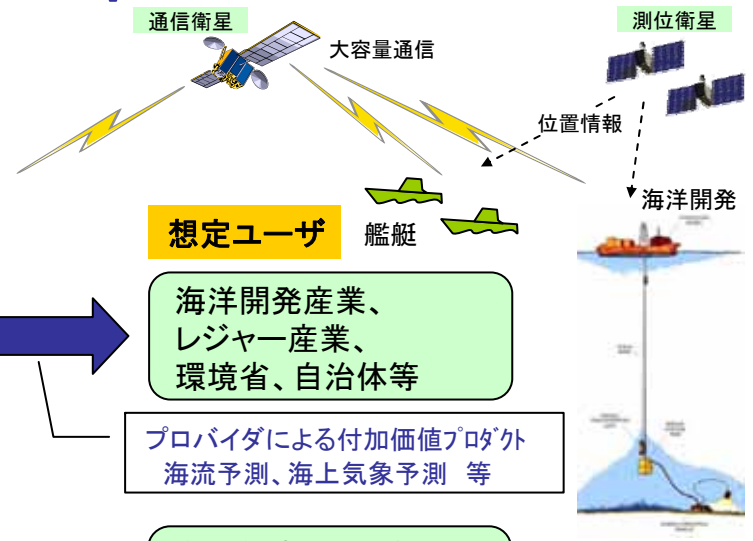 通信衛星
測位衛星
大容量通信
位置情報
海洋開発
想定ユーザ
艦艇
海洋開発産業、
レジャー産業、
環境省、自治体等
プロバイダによる付加価値ﾌﾟﾛﾀﾞｸﾄ
海流予測、海上気象予測 等